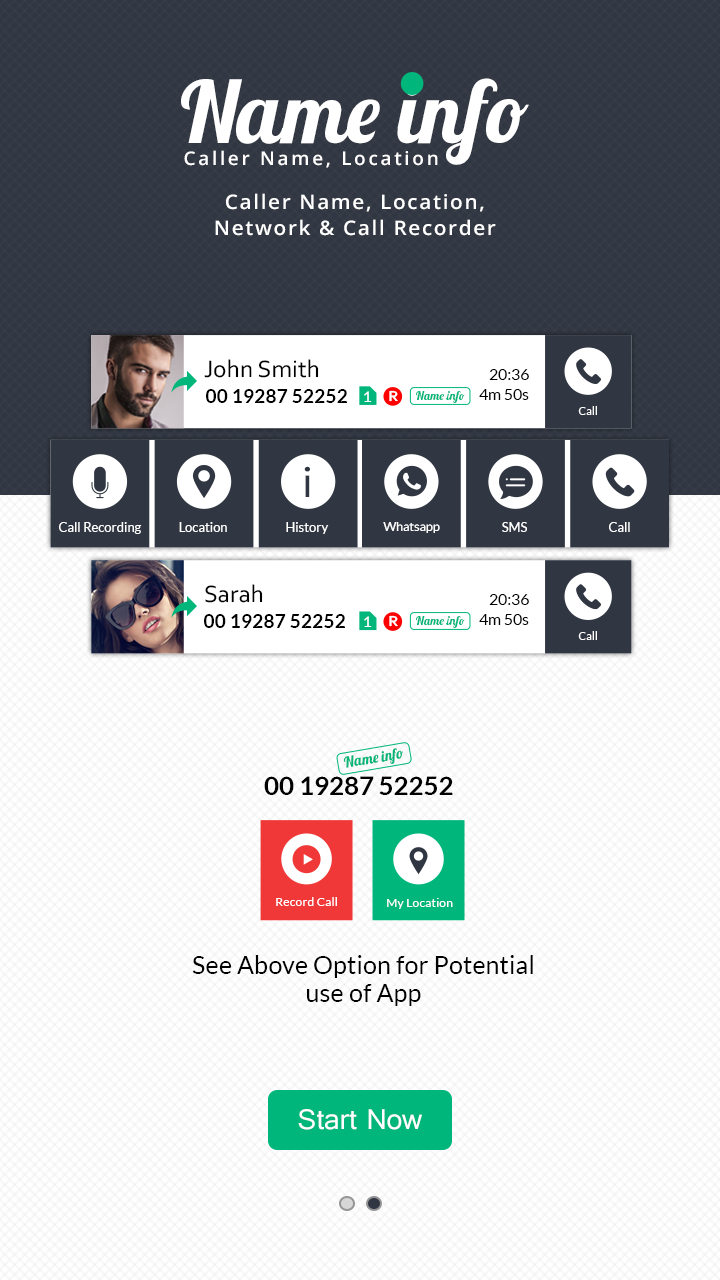 Name info
Caller Name, Location
Caller Name, Location,
Network & Call Recorder
John Smith
00 19287 52252
1
R
Name info
20:36
4m 50s
Call
Call Recording
Location
History
Whatsapp
SMS
Call
Sarah
00 19287 52252
1
R
Name info
20:36
4m 50s
Call
Name info
00 19287 52252
Record Call
My Location
See Above Option for Potential
use of App
Start Now